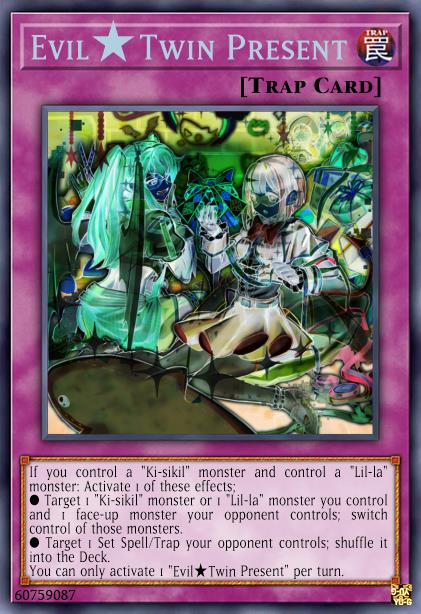 Evil★Twin Present
TRAP
罠
[Trap Card]
If you control a "Ki-sikil" monster and control a "Lil-la"
monster: Activate 1 of these effects;
● Target 1 "Ki-sikil" monster or 1 "Lil-la" monster you control
and 1 face-up monster your opponent controls; switch
control of those monsters.
● Target 1 Set Spell/Trap your opponent controls; shuffle it
into the Deck.
You can only activate 1 "Evil★Twin Present" per turn.
60759087